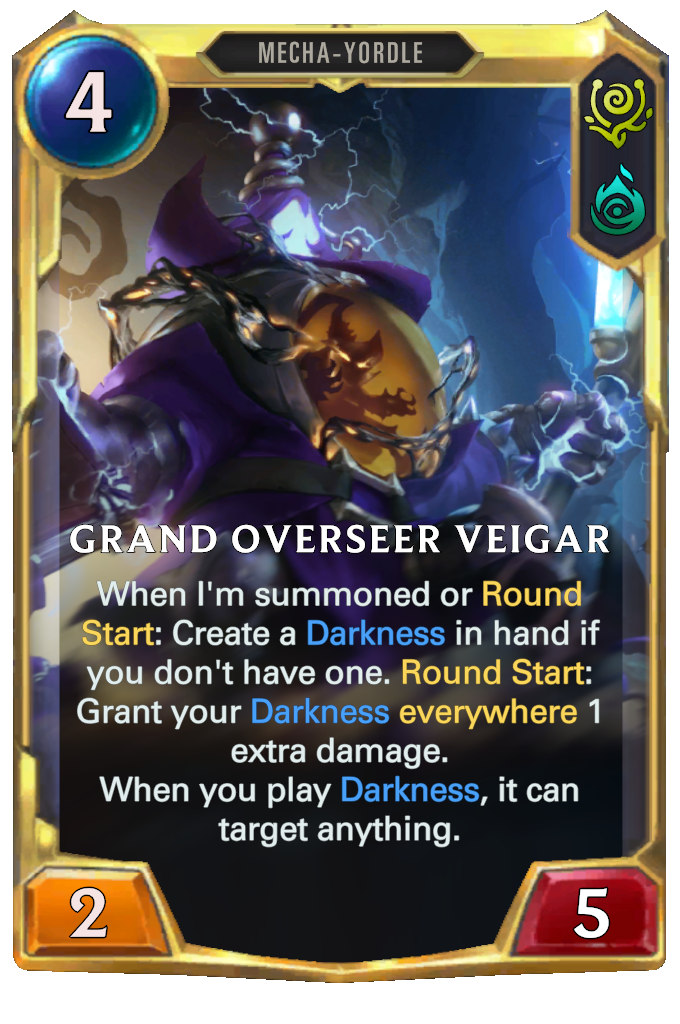 MECHA-YORDLE
4
GRAND OVERSEER VEIGAR
When I'm summoned or Round
Start: Create a Darkness in hand if
you don't have one. Round Start:
Grant your Darkness everywhere 1
extra damage.
When you play Darkness, it can
target anything.
2
5